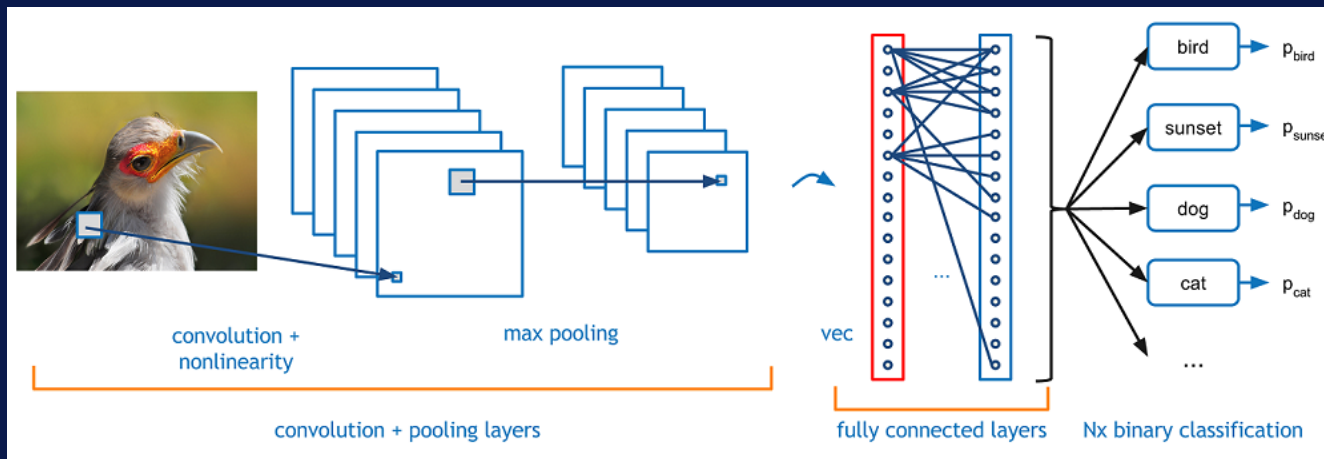 bird
p_bird
sunset
p_sunset
dog
p_dog
cat
p_cat
...
...
convolution +
nonlinearity
max pooling
vec
convolution + pooling layers
fully connected layers
Nx binary classification